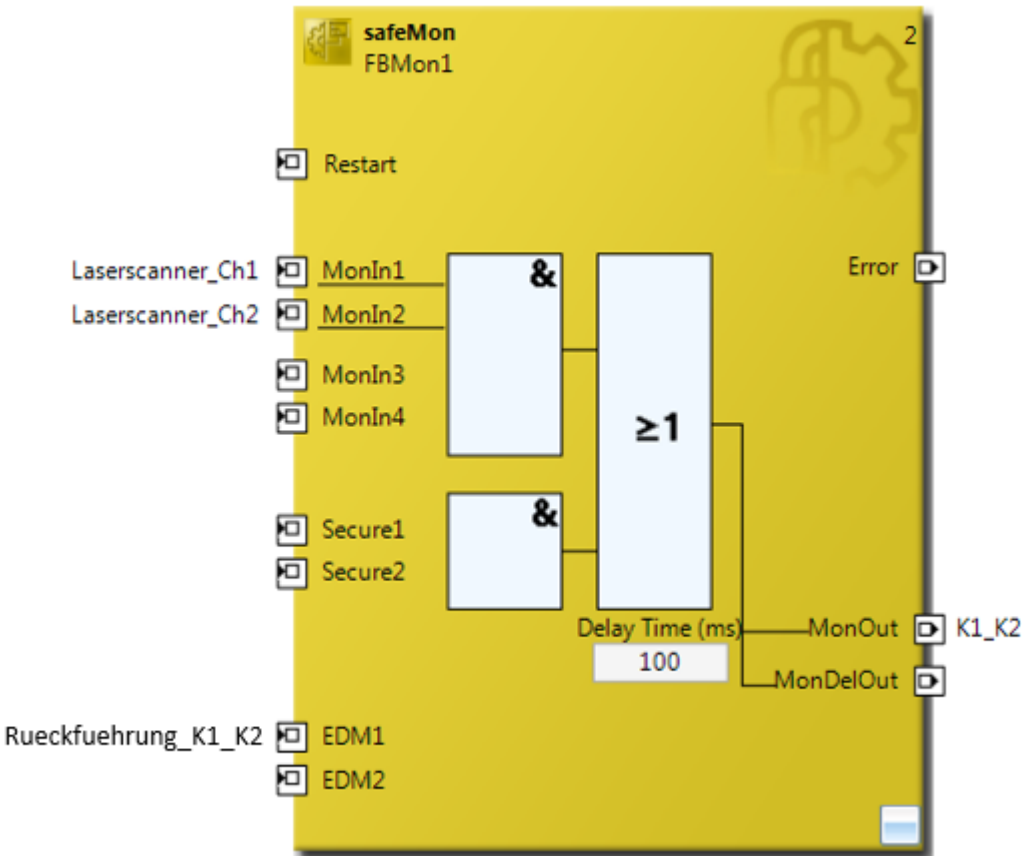 safeMon
2
FBMon1
Restart
Laserscanner_Ch1 MonIn1 & Error
Laserscanner_Ch2 MonIn2
MonIn3
MonIn4
≥1
&
Secure1
Secure2
Delay Time (ms) MonOut K1_K2
100
MonDelOut
Rueckfuehrung_K1_K2 EDM1
EDM2